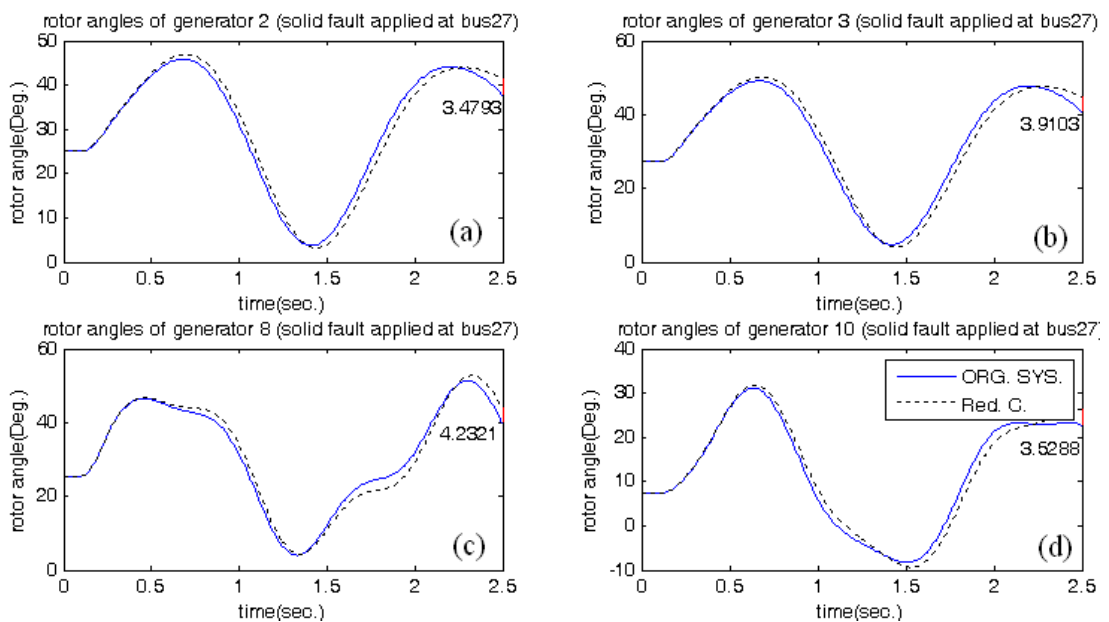 rotor angles of generator 2 (solid fault applied at bus27)
50
40
30
20
10
0
rotor angle(Deg.)
3.4793
(a)
0 0.5 1 1.5 2 2.5
time(sec.)
rotor angles of generator 3 (solid fault applied at bus27)
60
40
20
0
rotor angle(Deg.)
3.9103
(b)
0 0.5 1 1.5 2 2.5
time(sec.)
rotor angles of generator 8 (solid fault applied at bus27)
60
40
20
0
rotor angle(Deg.)
4.2321
(c)
0 0.5 1 1.5 2 2.5
time(sec.)
rotor angles of generator 10 (solid fault applied at bus27)
40
30
20
10
0
-10
rotor angle(Deg.)
ORG. SYS.
Red. C.
3.5288
(d)
0 0.5 1 1.5 2 2.5
time(sec.)